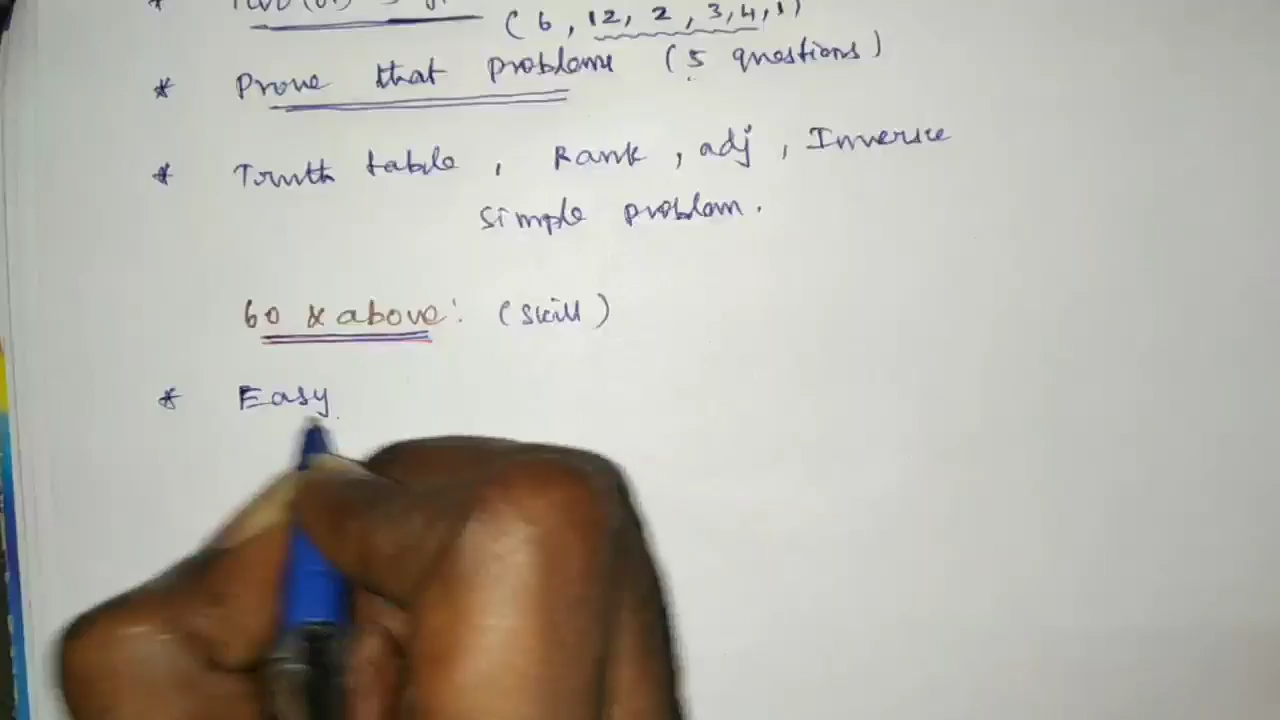 (6, 12, 2, 3, 4, 1)
* Prove that problems (5 questions)
* Truth table, Rank, adj, Inverse
simple problem.
60 & above: (skill)
* Easy